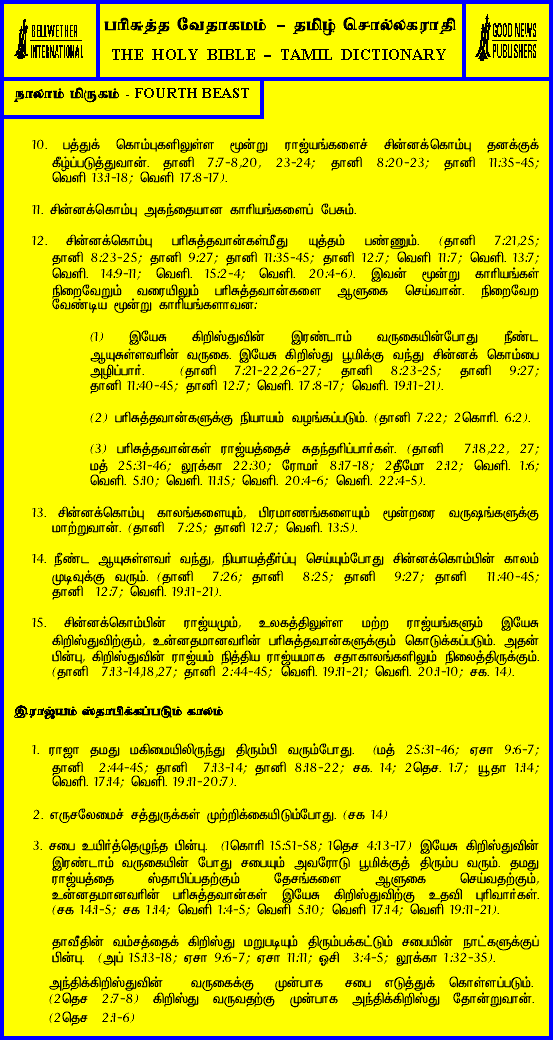 BELLWETHER
INTERNATIONAL
பரிசுத்த வேதாகமம் – தமிழ் சொல்லகராதி
THE HOLY BIBLE – TAMIL DICTIONARY
GOOD NEWS
PUBLISHERS
நாலாம் மிருகம் - FOURTH BEAST
10. பத்துக் கொம்புகளிலுள்ள மூன்று ராஜ்யங்களைச் சின்னக்கொம்பு தனக்குக்
கீழ்ப்படுத்துவான். தானி 7:7-8,20, 23-24; தானி 8:20-23; தானி 11:35-45;
வெளி 13:1-18; வெளி 17:8-17).
11. சின்னக்கொம்பு அகந்தையான காரியங்களைப் பேசும்.
12. சின்னக்கொம்பு பரிசுத்தவான்கள்மீது யுத்தம் பண்ணும். (தானி 7:21,25;
தானி 8:23-25; தானி 9:27; தானி 11:35-45; தானி 12:7; வெளி 11:7; வெளி. 13:7;
வெளி. 14:9-11; வெளி. 15:2-4; வெளி. 20:4-6). இவன் மூன்று காரியங்கள்
நிறைவேறும் வரையிலும் பரிசுத்தவான்களை ஆளுகை செய்வான். நிறைவேற
வேண்டிய மூன்று காரியங்களாவன:
(1) இயேசு கிறிஸ்துவின் இரண்டாம் வருகையின்போது நீண்ட
ஆயுசுள்ளவரின் வருகை. இயேசு கிறிஸ்து பூமிக்கு வந்து சின்னக் கொம்பை
அழிப்பார். (தானி 7:21-22,26-27; தானி 8:23-25; தானி 9:27;
தானி 11:40-45; தானி 12:7; வெளி. 17:8-17; வெளி. 19:11-21).
(2) பரிசுத்தவான்களுக்கு நியாயம் வழங்கப்படும். (தானி 7:22; 2கொரி. 6:2).
(3) பரிசுத்தவான்கள் ராஜ்யத்தைச் சுதந்தரிப்பார்கள். (தானி 7:18,22, 27;
மத் 25:31-46; லூக்கா 22:30; ரோமர் 8:17-18; 2தீமோ 2:12; வெளி. 1:6;
வெளி. 5:10; வெளி. 11:15; வெளி. 20:4-6; வெளி. 22:4-5).
13. சின்னக்கொம்பு காலங்களையும், பிரமாணங்களையும் மூன்றரை வருஷங்களுக்கு
மாற்றுவான். (தானி 7:25; தானி 12:7; வெளி. 13:5).
14. நீண்ட ஆயுசுள்ளவர் வந்து, நியாயத்தீர்ப்பு செய்யும்போது சின்னக்கொம்பின் காலம்
முடிவுக்கு வரும். (தானி 7:26; தானி 8:25; தானி 9:27; தானி 11:40-45;
தானி 12:7; வெளி. 19:11-21).
15. சின்னக்கொம்பின் ராஜ்யமும், உலகத்திலுள்ள மற்ற ராஜ்யங்களும் இயேசு
கிறிஸ்துவிற்கும், உன்னதமானவரின் பரிசுத்தவான்களுக்கும் கொடுக்கப்படும். அதன்
பின்பு, கிறிஸ்துவின் ராஜ்யம் நித்திய ராஜ்யமாக சதாகாலங்களிலும் நிலைத்திருக்கும்.
(தானி 7:13-14,18,27; தானி 2:44-45; வெளி. 19:11-21; வெளி. 20:1-10; சக. 14).
இ.ராஜ்யம் ஸ்தாபிக்கப்படும் காலம்
1. ராஜா தமது மகிமையிலிருந்து திரும்பி வரும்போது. (மத் 25:31-46; ஏசா 9:6-7;
தானி 2:44-45; தானி 7:13-14; தானி 8:18-22; சக. 14; 2தெச. 1:7; யூதா 1:14;
வெளி. 17:14; வெளி. 19:11-20:7).
2. எருசலேமைச் சத்துருக்கள் முற்றிக்கையிடும்போது. (சக 14)
3. சபை உயிர்த்தெழுந்த பின்பு. (1கொரி 15:51-58; 1தெச 4:13-17) இயேசு கிறிஸ்துவின்
இரண்டாம் வருகையின் போது சபையும் அவரோடு பூமிக்குத் திரும்ப வரும். தமது
ராஜ்யத்தை ஸ்தாபிப்பதற்கும் தேசங்களை ஆளுகை செய்வதற்கும்,
உன்னதமானவரின் பரிசுத்தவான்கள் இயேசு கிறிஸ்துவிற்கு உதவி புரிவார்கள்.
(சக 14:1-5; சக 1:14; வெளி 1:4-5; வெளி 5:10; வெளி 17:14; வெளி 19:11-21).
தாவீதின் வம்சத்தைக் கிறிஸ்து மறுபடியும் திரும்பக்கட்டும் சபையின் நாட்களுக்குப்
பின்பு. (அப் 15:13-18; ஏசா 9:6-7; ஏசா 11:11; ஓசி 3:4-5; லூக்கா 1:32-35).
அந்திக்கிறிஸ்துவின் வருகைக்கு முன்பாக சபை எடுத்துக் கொள்ளப்படும்.
(2தெச 2:7-8) கிறிஸ்து வருவதற்கு முன்பாக அந்திக்கிறிஸ்து தோன்றுவான்.
(2தெச 2:1-6)